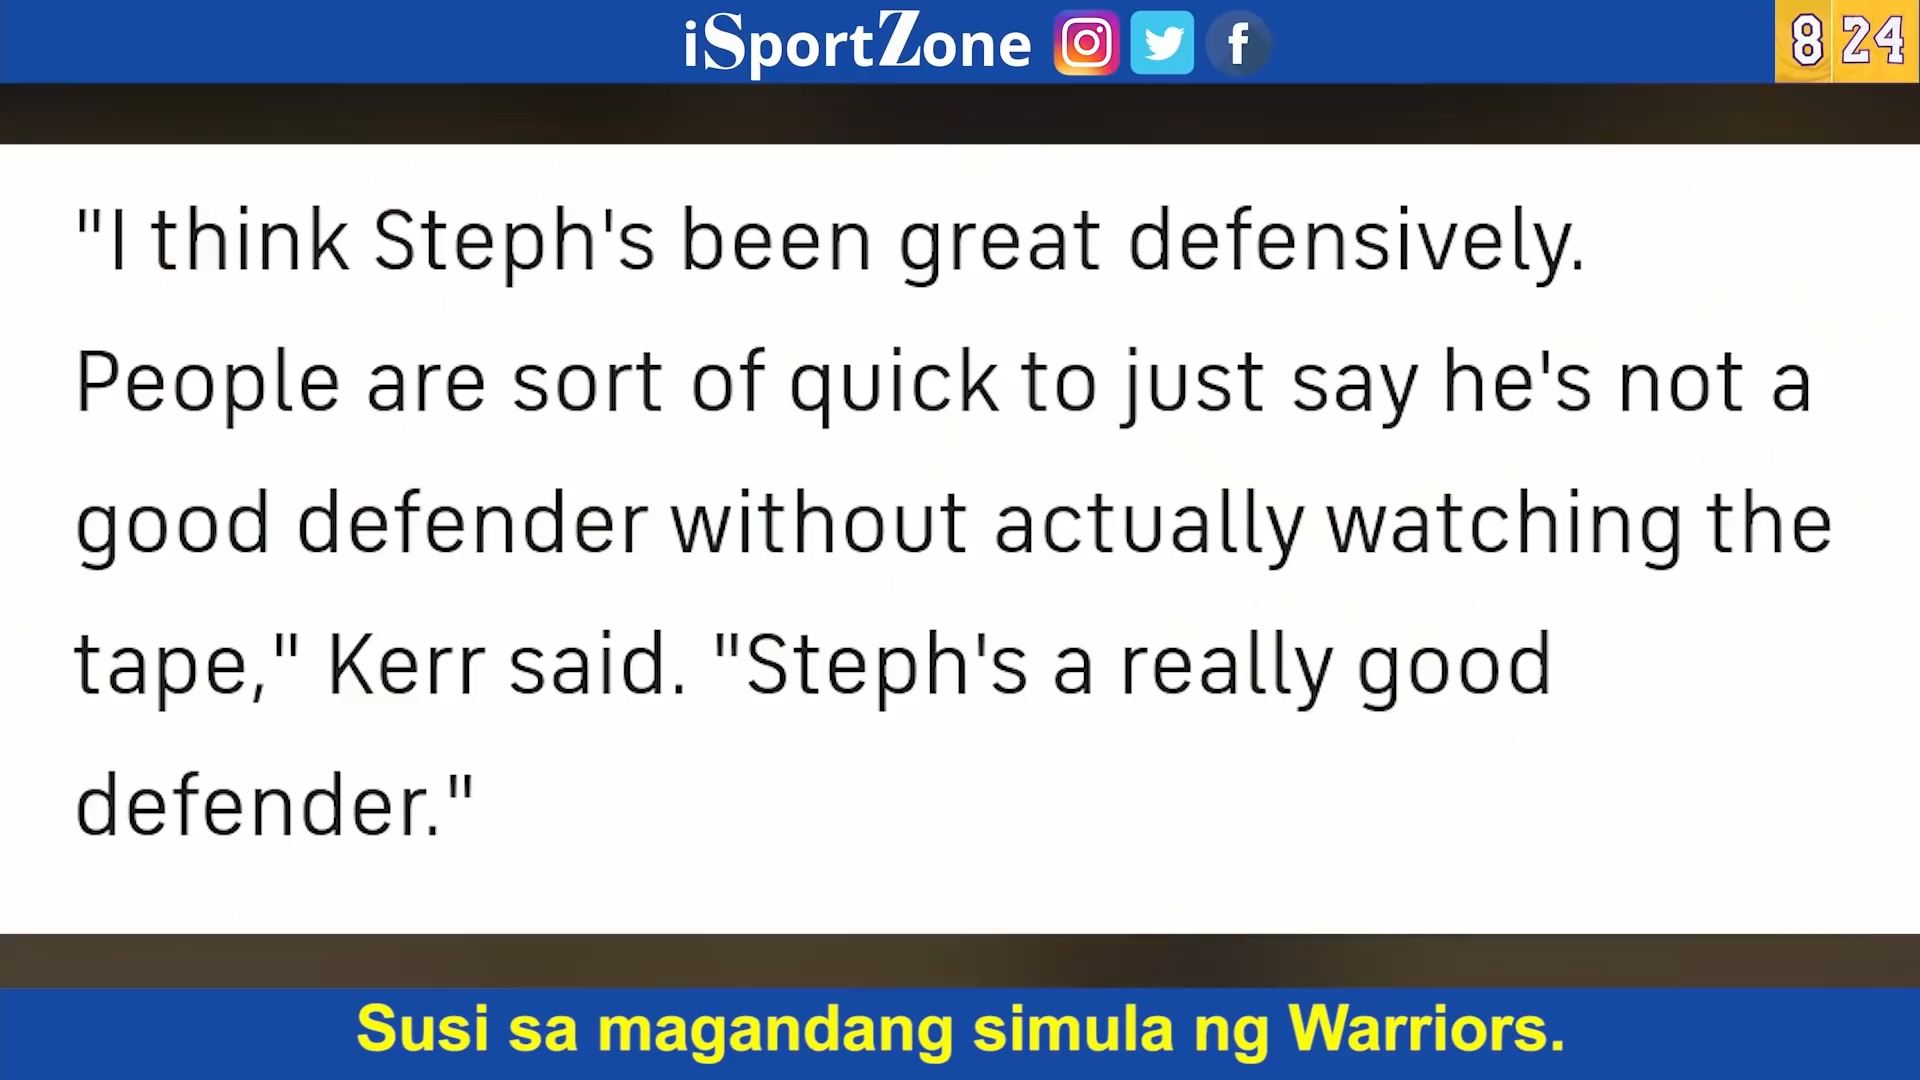 iSportZone
8 24
"I think Steph's been great defensively.
People are sort of quick to just say he's not a
good defender without actually watching the
tape," Kerr said. "Steph's a really good
defender."
Susi sa magandang simula ng Warriors.